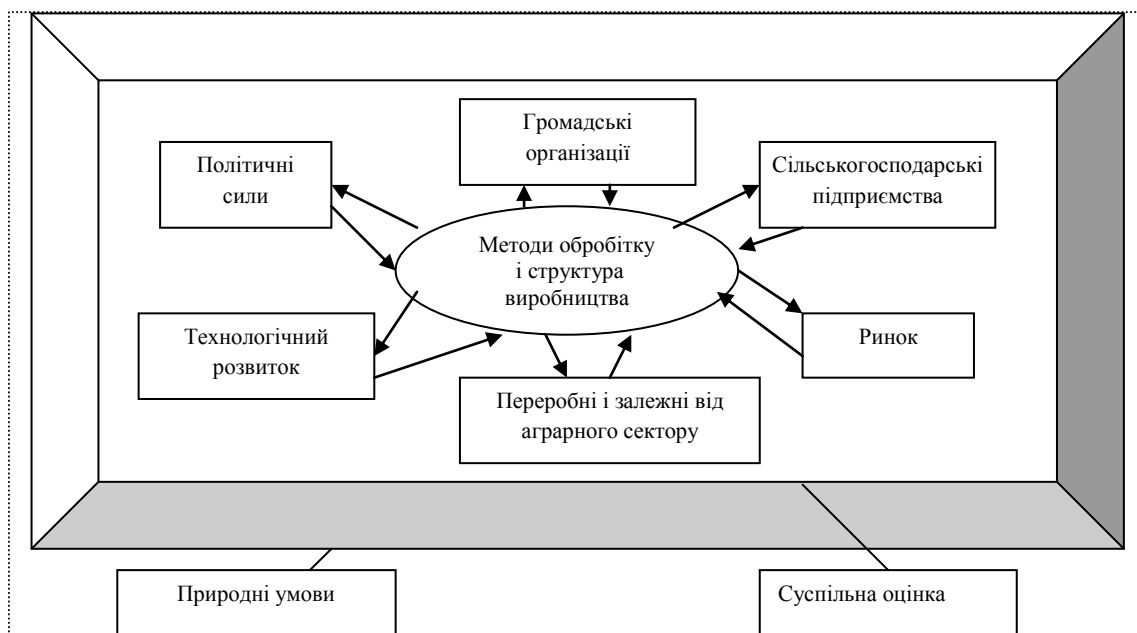 Громадські
організації
Політичні
сили
Сільськогосподарські
підприємства
Методи обробітку
і структура
виробництва
Технологічний
розвиток
Ринок
Переробні і залежні від
аграрного сектору
Природні умови
Суспільна оцінка